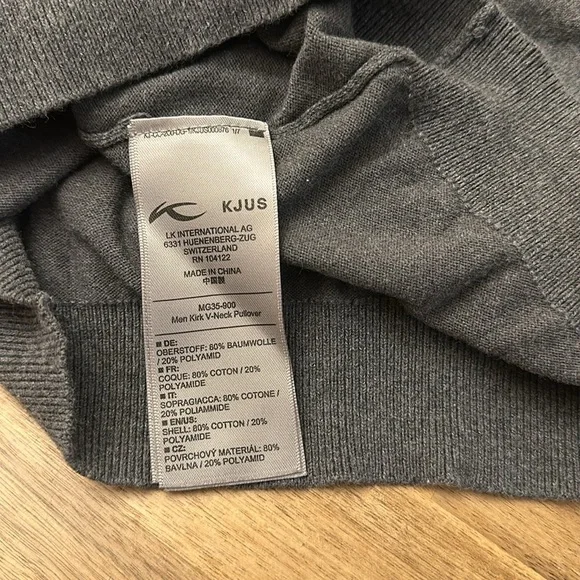 KJUS
LK INTERNATIONAL AG
6331 HUENENBERG-ZUG
SWITZERLAND
RN 104122
MADE IN CHINA
中国製
MG35-900
Men Kirk V-Neck Pullover
■ DE:
OBERSTOFF: 80% BAUMWOLLE
/ 20% POLYAMID
■ FR:
COQUE: 80% COTON / 20%
POLYAMIDE
■ IT:
SOPRAGIACCA: 80% COTONE /
20% POLIAMMIDE
■ EN/US:
SHELL: 80% COTTON / 20%
POLYAMIDE
■ CZ:
POVRCHOVÝ MATERIÁL: 80%
BAVLNA / 20% POLYAMID